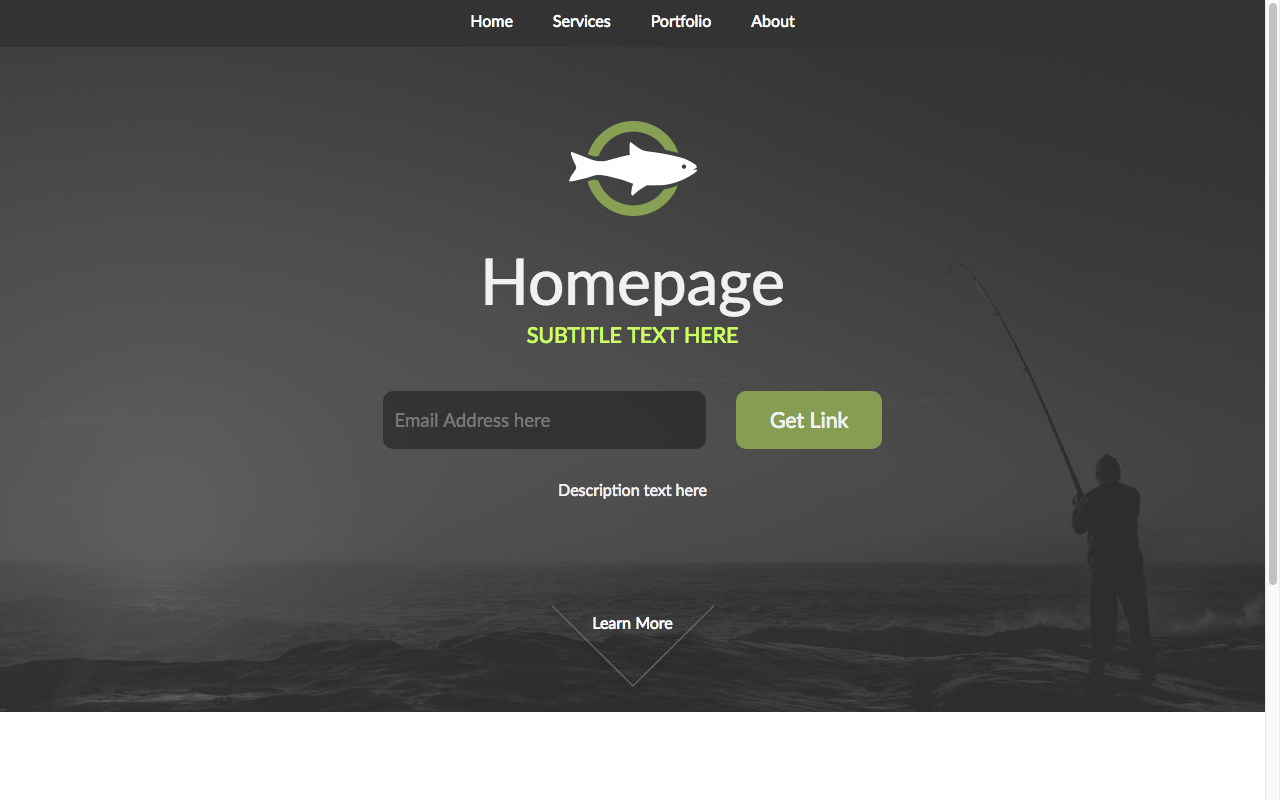 Home Services Portfolio About
Homepage
SUBTITLE TEXT HERE
Email Address here
Get Link
Description text here
Learn More